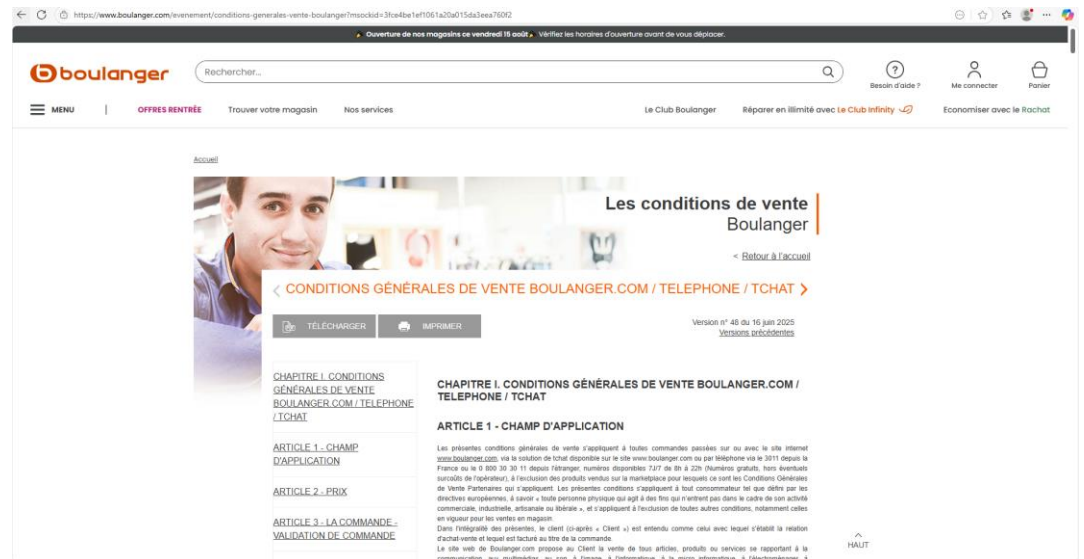 https://www.boulanger.com/evenement/conditions-generales-vente-boulanger?msockid=3fce4be1ef1061a20a015da3eea760f2
Ouverture de nos magasins ce vendredi 15 août Vérifiez les horaires d'ouverture avant de vous déplacer.
boulanger
Rechercher...
Besoin d'aide ?
Me connecter
Panier
MENU
OFFRES RENTRÉE
Trouver votre magasin
Nos services
Le Club Boulanger
Réparer en illimité avec Le Club Infinity
Economiser avec le Rachat
Accueil
Les conditions de vente
Boulanger
< Retour à l'accueil
CONDITIONS GÉNÉRALES DE VENTE BOULANGER.COM / TELEPHONE / TCHAT
TÉLÉCHARGER
IMPRIMER
Version n° 48 du 16 juin 2025
Versions précédentes
CHAPITRE I. CONDITIONS
GÉNÉRALES DE VENTE
BOULANGER.COM / TELEPHONE
/ TCHAT
ARTICLE 1 - CHAMP
D'APPLICATION
ARTICLE 2 - PRIX
ARTICLE 3 - LA COMMANDE -
VALIDATION DE COMMANDE
CHAPITRE I. CONDITIONS GÉNÉRALES DE VENTE BOULANGER.COM /
TELEPHONE / TCHAT
ARTICLE 1 - CHAMP D'APPLICATION
Les présentes conditions générales de vente s'appliquent à toutes commandes passées sur ou avec le site internet
www.boulanger.com, via la solution de tchat disponible sur le site www.boulanger.com ou par téléphone via le 3011 depuis la
France ou le 0 800 30 30 11 depuis l'étranger, numéros disponibles 7J/7 de 8h à 22h (Numéros gratuits, hors éventuels
surcoûts de l'opérateur), à l'exclusion des produits vendus sur la marketplace pour lesquels ce sont les Conditions Générales
de Vente Partenaires qui s'appliquent. Les présentes conditions s'appliquent à tout consommateur tel que défini par les
directives européennes, à savoir « toute personne physique qui agit à des fins qui n'entrent pas dans le cadre de son activité
commerciale, industrielle, artisanale ou libérale », et s'appliquent à l'exclusion de toutes autres conditions, notamment celles
en vigueur pour les ventes en magasin.
Dans l'intégralité des présentes, le client (ci-après « Client ») est entendu comme celui avec lequel s'établit la relation
d'achat-vente et lequel est facturé au titre de la commande.
Le site web de Boulanger.com propose au Client la vente de tous articles, produits ou services se rapportant à la
communication, aux multimédias, au son, à l'image, à l'informatique, à la micro informatique, à l'électroménager, à
HAUT